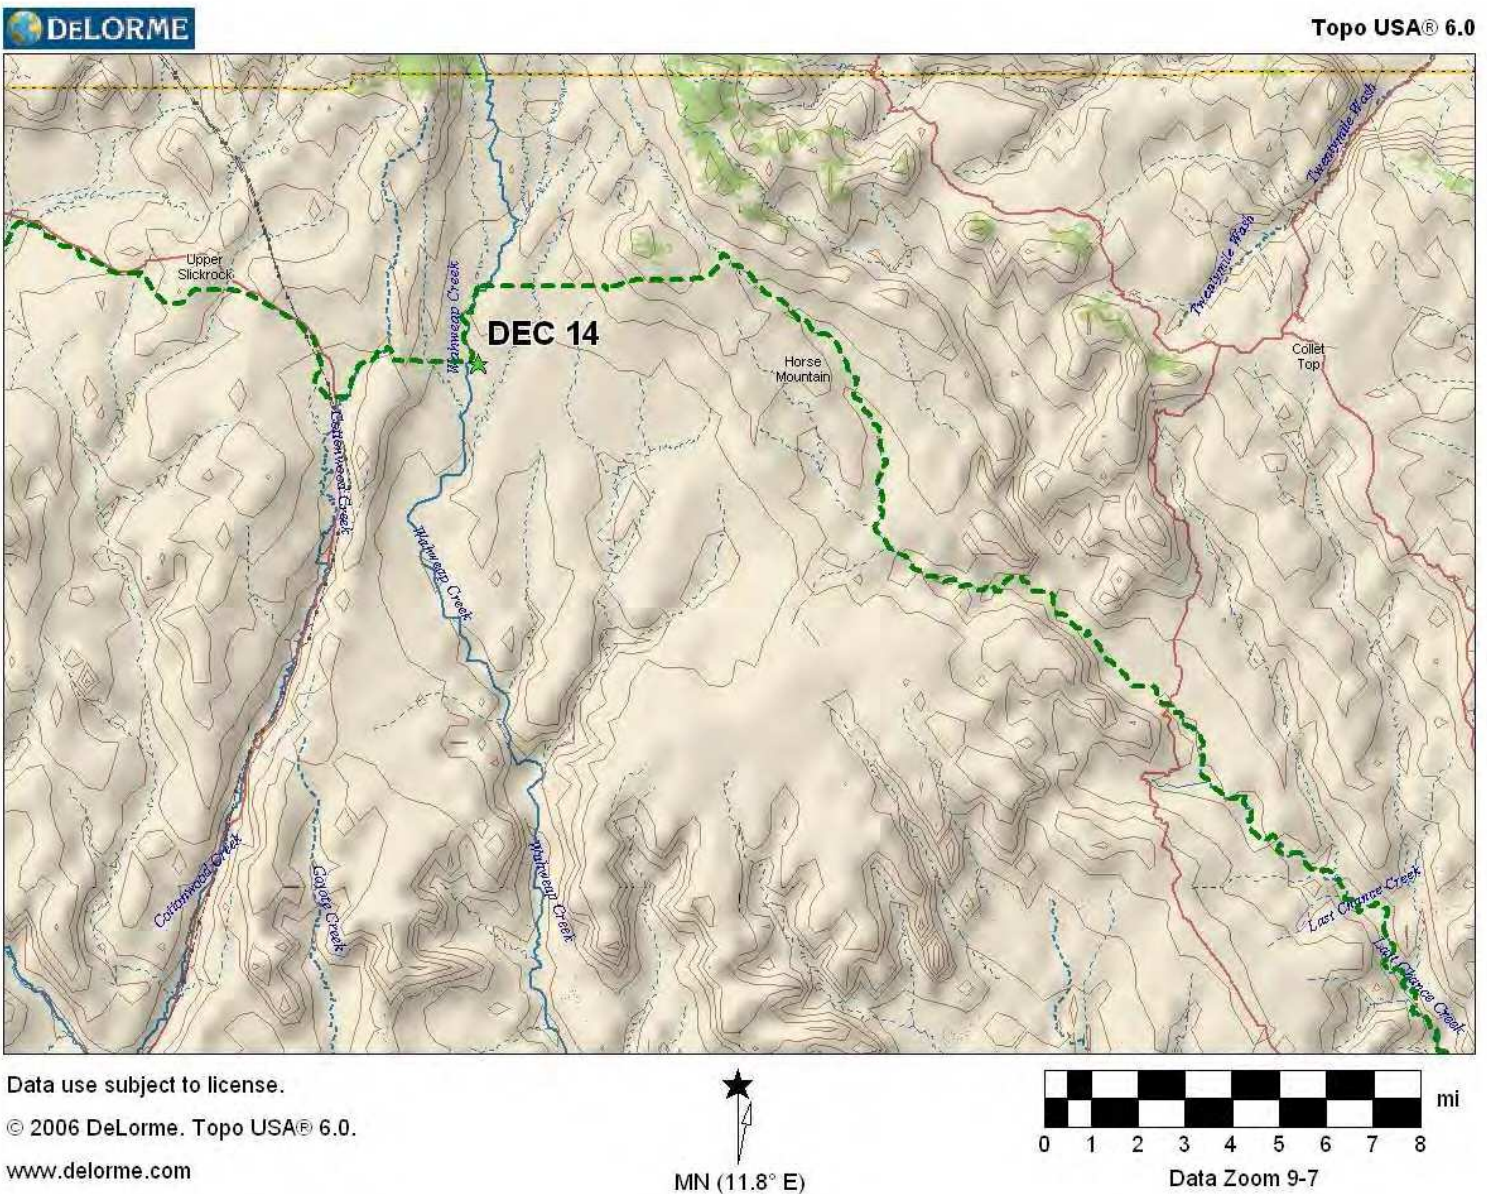 DELORME
Topo USA® 6.0
Twentymile Wash
Twentymile Wash
Upper
Slickrock
Wahweap Creek
DEC 14
Horse
Mountain
Collet
Top
Cottonwood Creek
Wahweap Creek
Cottonwood Creek
Coyote Creek
Wahweap Creek
Last Chance Creek
Last Chance Creek
Data use subject to license.
© 2006 DeLorme. Topo USA® 6.0.
www.delorme.com
MN (11.8° E)
mi
0 1 2 3 4 5 6 7 8
Data Zoom 9-7